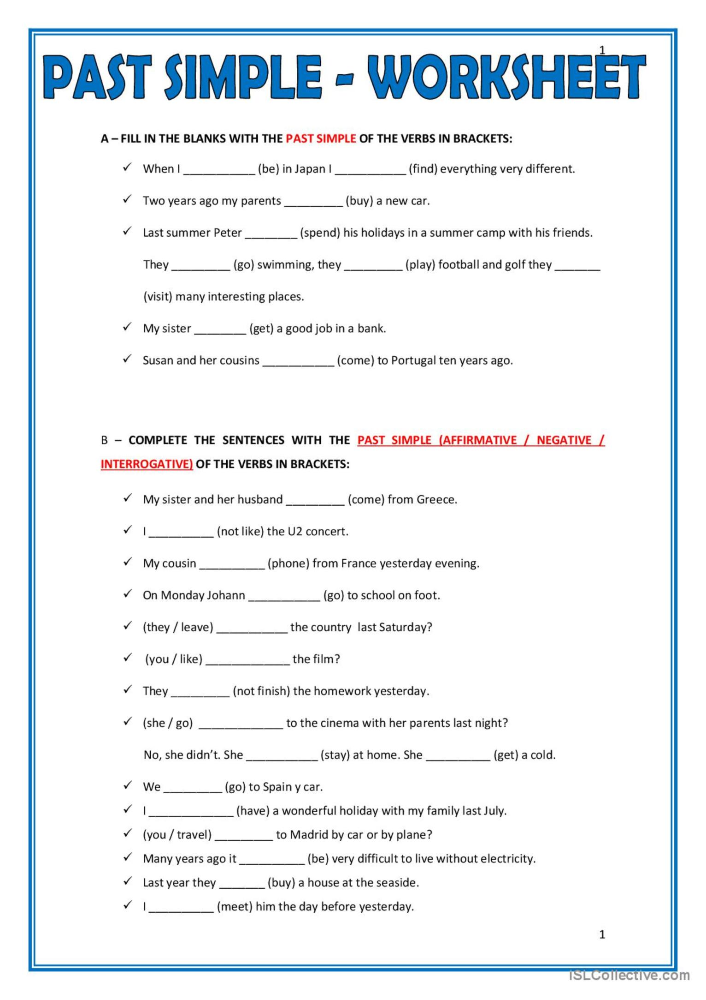 1
PAST SIMPLE - WORKSHEET
A – FILL IN THE BLANKS WITH THE PAST SIMPLE OF THE VERBS IN BRACKETS:
✓ When I ___________ (be) in Japan I ___________ (find) everything very different.
✓ Two years ago my parents _________ (buy) a new car.
✓ Last summer Peter ________ (spend) his holidays in a summer camp with his friends.
They _________ (go) swimming, they _________ (play) football and golf they _______
(visit) many interesting places.
✓ My sister ________ (get) a good job in a bank.
✓ Susan and her cousins ___________ (come) to Portugal ten years ago.
B – COMPLETE THE SENTENCES WITH THE PAST SIMPLE (AFFIRMATIVE / NEGATIVE /
INTERROGATIVE) OF THE VERBS IN BRACKETS:
✓ My sister and her husband _________ (come) from Greece.
✓ I __________ (not like) the U2 concert.
✓ My cousin __________ (phone) from France yesterday evening.
✓ On Monday Johann ___________ (go) to school on foot.
✓ (they / leave) ___________ the country last Saturday?
✓ (you / like) _____________ the film?
✓ They _________ (not finish) the homework yesterday.
✓ (she / go) _____________ to the cinema with her parents last night?
No, she didn't. She ___________ (stay) at home. She __________ (get) a cold.
✓ We _________ (go) to Spain y car.
✓ I _____________ (have) a wonderful holiday with my family last July.
✓ (you / travel) _________ to Madrid by car or by plane?
✓ Many years ago it __________ (be) very difficult to live without electricity.
✓ Last year they _______ (buy) a house at the seaside.
✓ I __________ (meet) him the day before yesterday.
1
iSLCollective.com